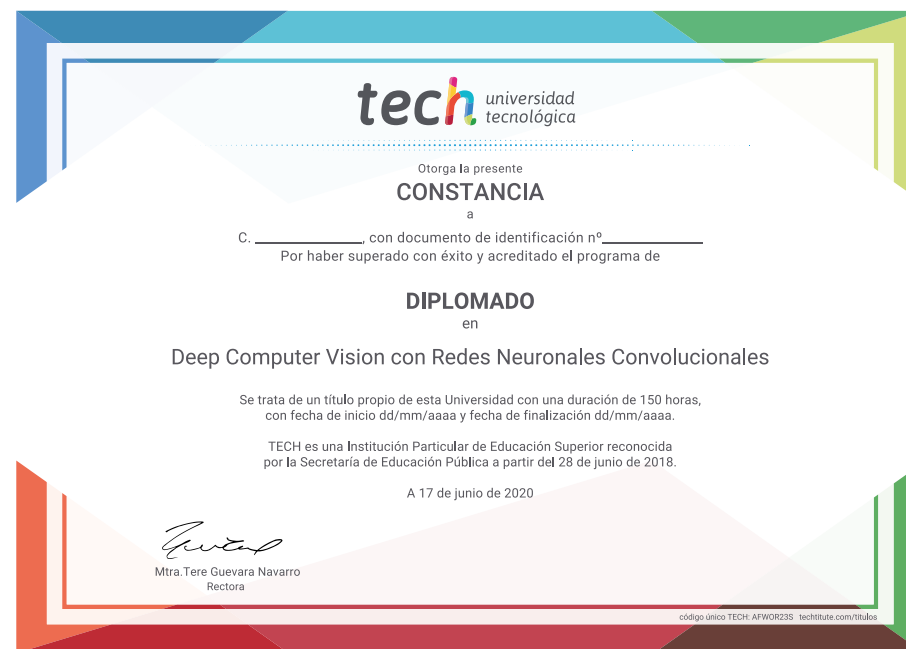 tech universidad
tecnológica
Otorga la presente
CONSTANCIA
a
C. ____________, con documento de identificación nº____________
Por haber superado con éxito y acreditado el programa de
DIPLOMADO
en
Deep Computer Vision con Redes Neuronales Convolucionales
Se trata de un título propio de esta Universidad con una duración de 150 horas,
con fecha de inicio dd/mm/aaaa y fecha de finalización dd/mm/aaaa.
TECH es una Institución Particular de Educación Superior reconocida
por la Secretaría de Educación Pública a partir del 28 de junio de 2018.
A 17 de junio de 2020
Mtra.Tere Guevara Navarro
Rectora
código único TECH: AFWOR23S techtitute.com/titulos